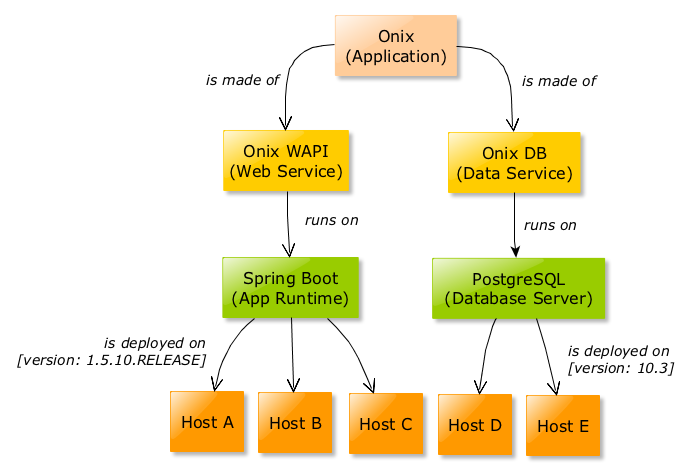 Onix
(Application)
is made of
is made of
Onix WAPI
(Web Service)
Onix DB
(Data Service)
runs on
runs on
Spring Boot
(App Runtime)
PostgreSQL
(Database Server)
is deployed on
[version: 1.5.10.RELEASE]
is deployed on
[version: 10.3]
Host A
Host B
Host C
Host D
Host E